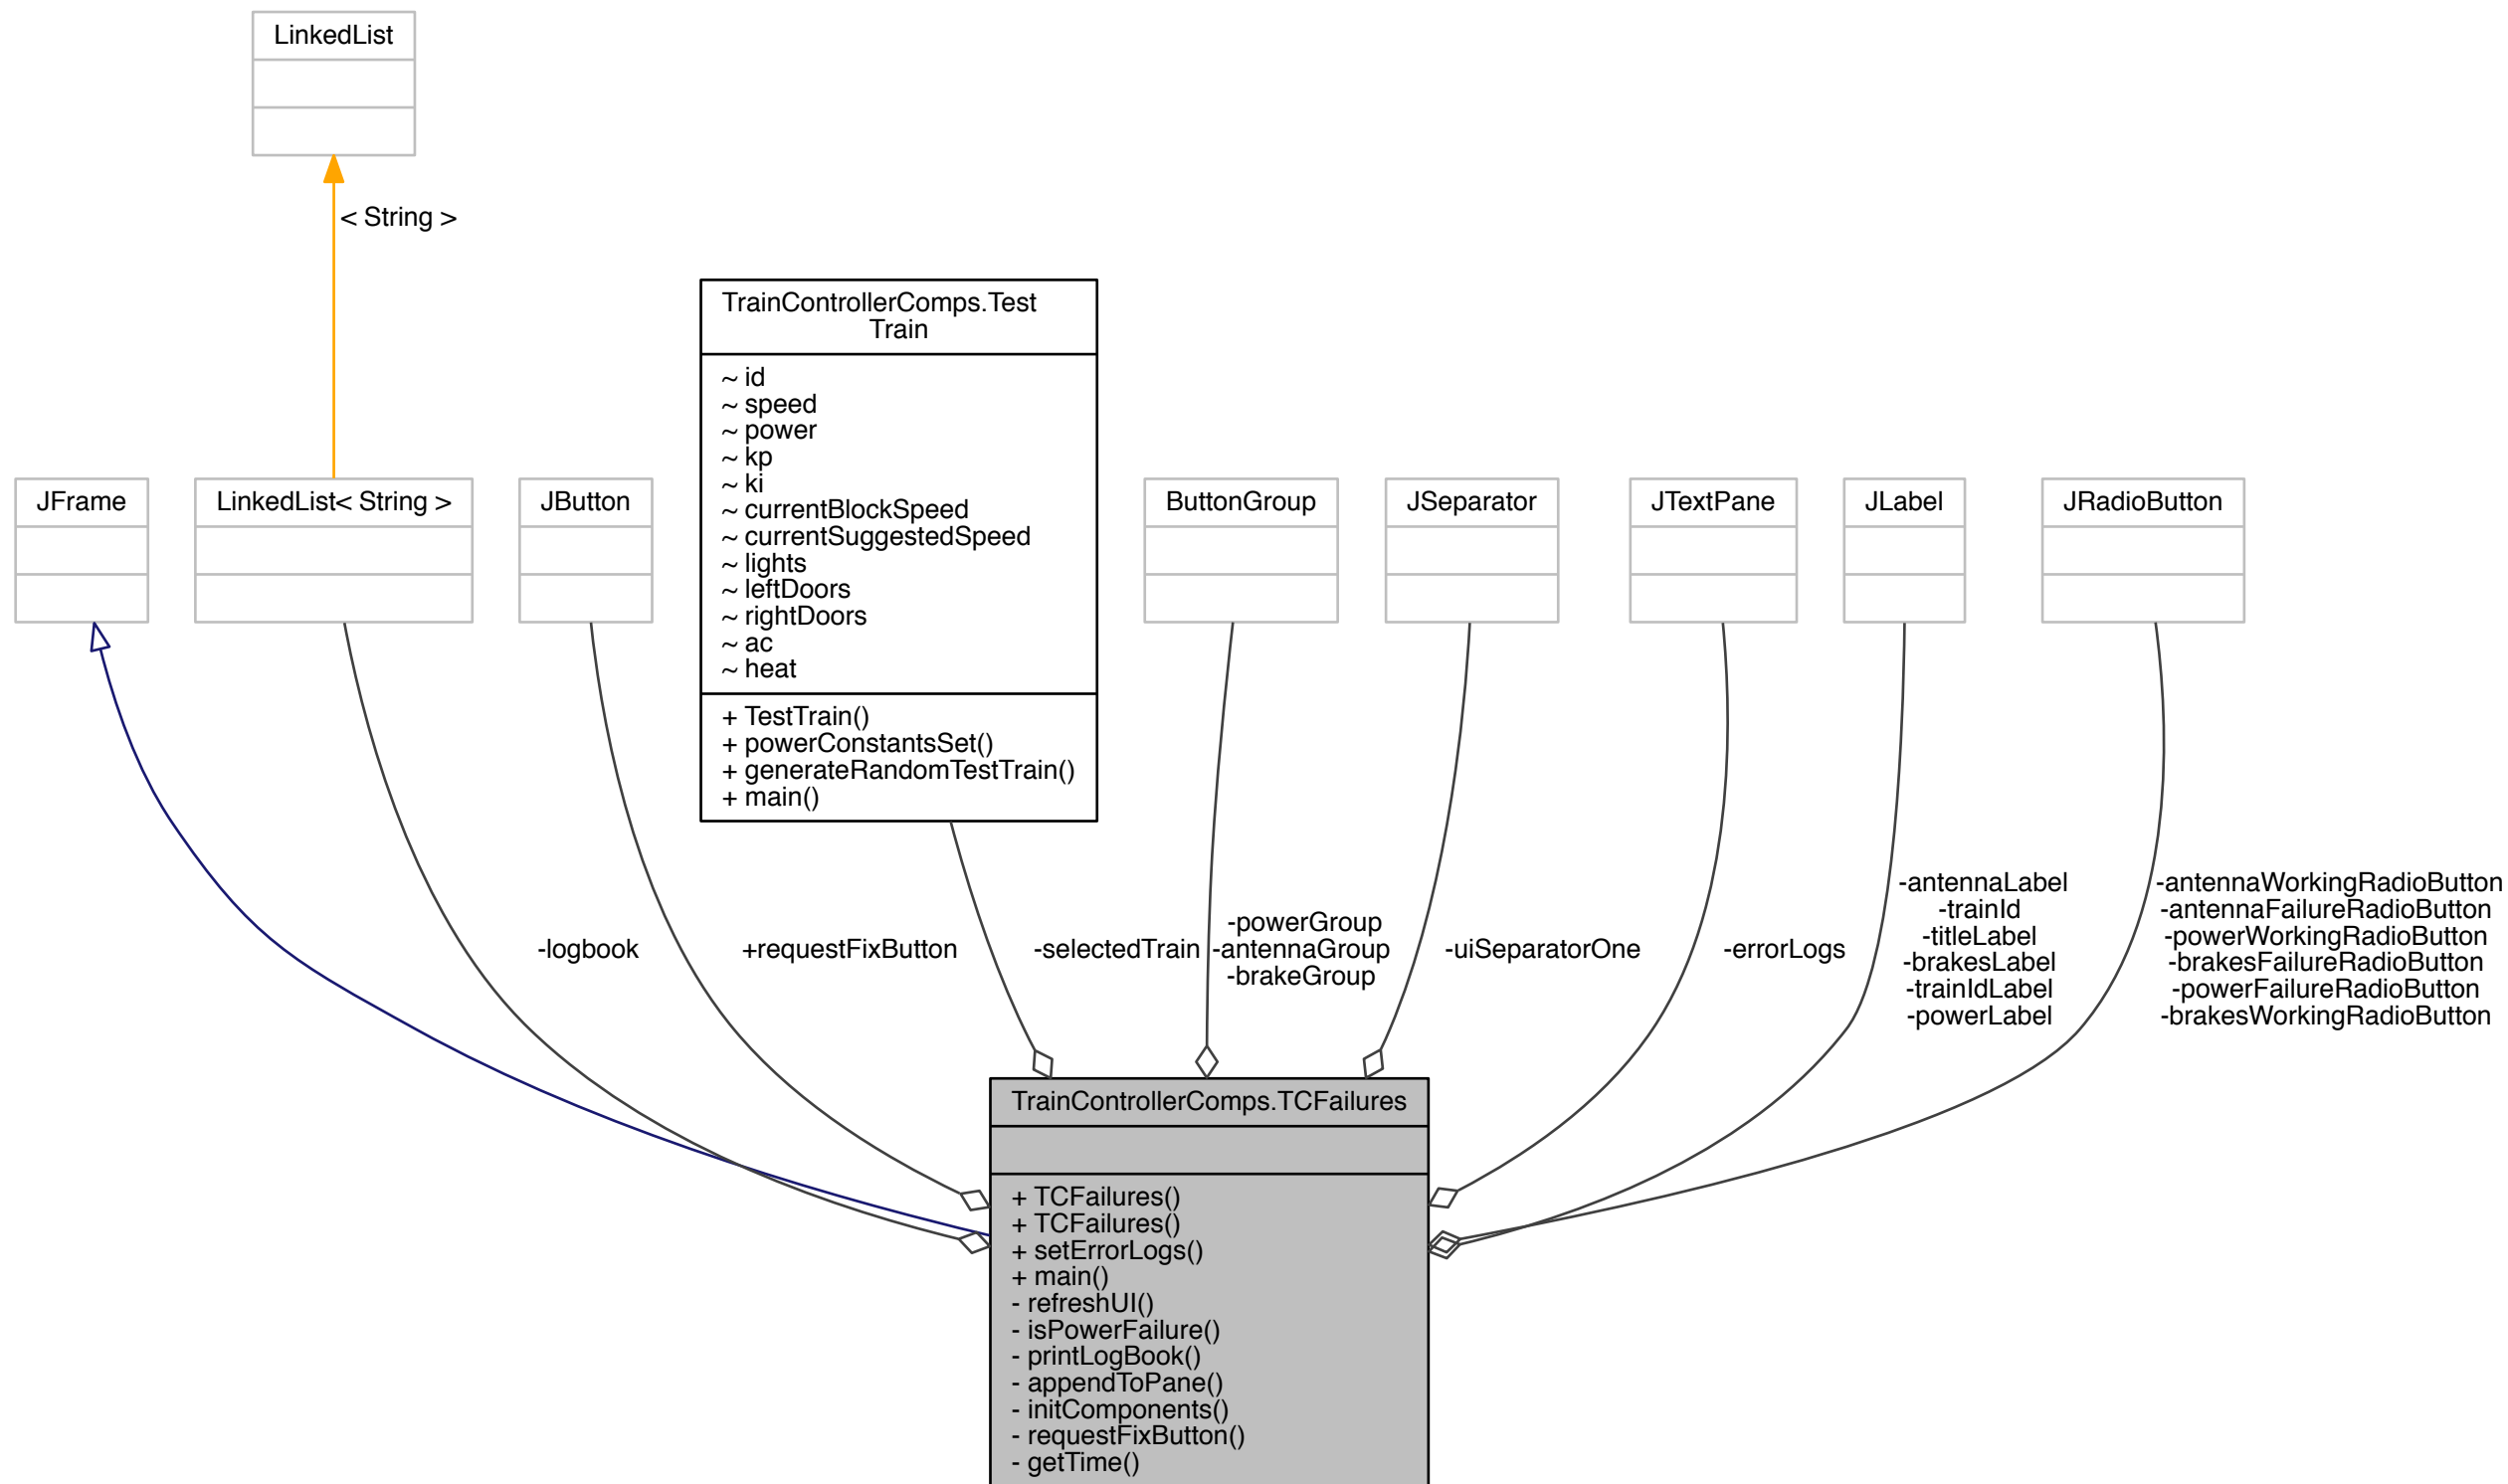 LinkedList
< String >
TrainControllerComps.Test
Train
~ id
~ speed
~ power
~ kp
~ ki
~ currentBlockSpeed
~ currentSuggestedSpeed
~ lights
~ leftDoors
~ rightDoors
~ ac
~ heat
+ TestTrain()
+ powerConstantsSet()
+ generateRandomTestTrain()
+ main()
JFrame
LinkedList< String >
JButton
ButtonGroup
JSeparator
JTextPane
JLabel
JRadioButton
-logbook
+requestFixButton
-selectedTrain
-powerGroup
-antennaGroup
-brakeGroup
-uiSeparatorOne
-errorLogs
-antennaLabel
-trainId
-titleLabel
-brakesLabel
-trainIdLabel
-powerLabel
-antennaWorkingRadioButton
-antennaFailureRadioButton
-powerWorkingRadioButton
-brakesFailureRadioButton
-powerFailureRadioButton
-brakesWorkingRadioButton
TrainControllerComps.TCFailures
+ TCFailures()
+ TCFailures()
+ setErrorLogs()
+ main()
- refreshUI()
- isPowerFailure()
- printLogBook()
- appendToPane()
- initComponents()
- requestFixButton()
- getTime()